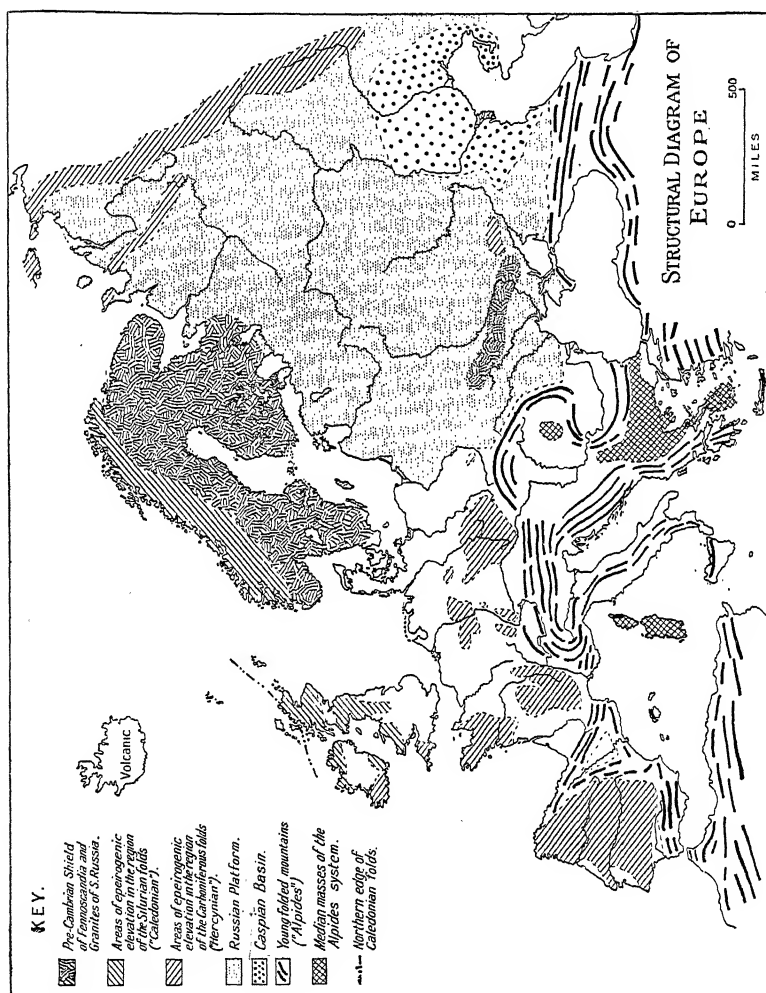 KEY.
Pre-Cambrian Shield
of Fennoscandia and
Granites of S. Russia.
Areas of epeirogenic
elevation in the region
of the Silurian folds
("Caledonian").
Areas of epeirogenic
elevation in the region
of the Carboniferous folds
("Hercynian").
Russian Platform.
Caspian Basin.
Young folded mountains
("Alpides")
Median masses of the
Alpides system.
Northern edge of
Caledonian folds.
Volcanic
STRUCTURAL DIAGRAM OF
EUROPE
0 500
MILES